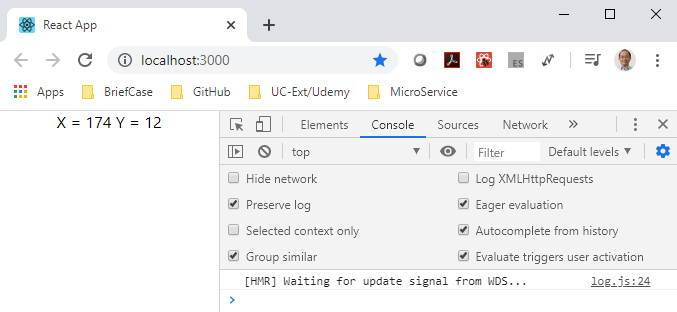 React App
localhost:3000
ES
Apps BriefCase GitHub UC-Ext/Udemy MicroService
X = 174 Y = 12
Elements Console Sources Network
top Filter Default levels
Hide network Log XMLHttpRequests
Preserve log Eager evaluation
Selected context only Autocomplete from history
Group similar Evaluate triggers user activation
[HMR] Waiting for update signal from WDS... log.js:24